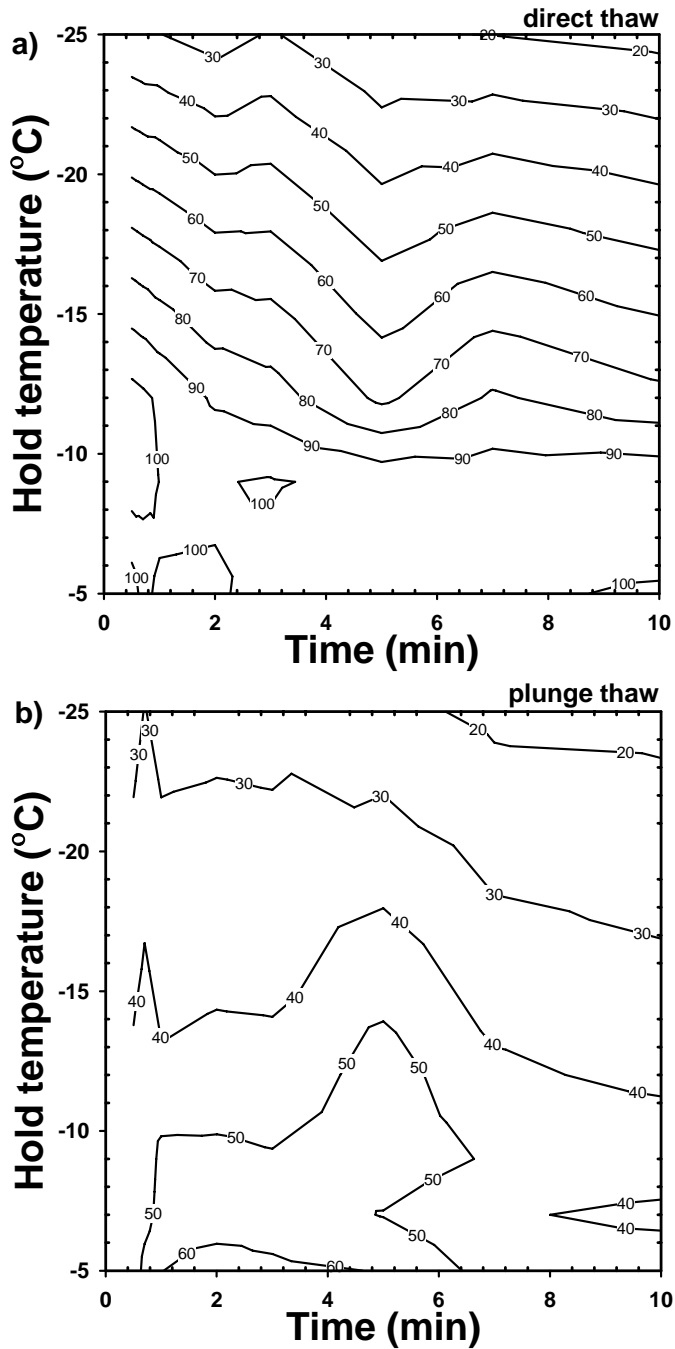 direct thaw
a)
-25
-20
-15
-10
-5
Hold temperature (°C)
30 20 20
30
40 30 30
40
50 40 40
50
60 50 50
60
70 60 60
70
80 70 70
80
90 80 80
90 90
100
100
100 100 100
0 2 4 6 8 10
Time (min)
plunge thaw
b)
-25
-20
-15
-10
-5
Hold temperature (°C)
30 20
30 20
30 30
30
30
40
40 40 40
40
50 50
40
50
50
50 40
50 40
60 60
0 2 4 6 8 10
Time (min)